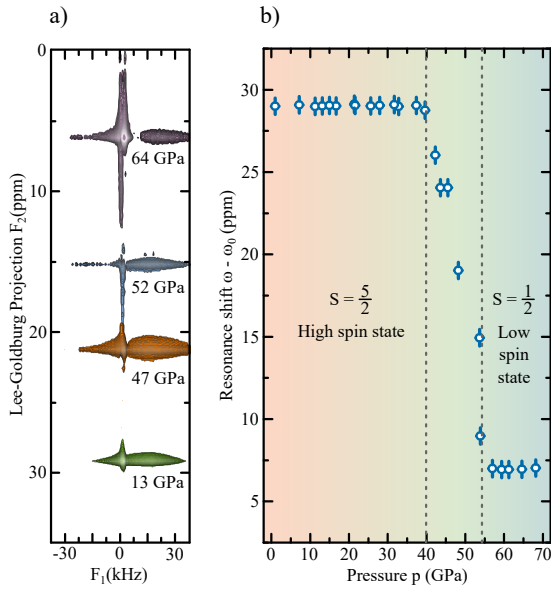 a)
b)
0
10
20
30
Lee-Goldburg Projection F2(ppm)
64 GPa
52 GPa
47 GPa
13 GPa
-30
0
30
F1(kHz)
30
25
20
15
10
5
Resonance shift ω - ω0 (ppm)
S = 5/2
High spin state
S = 1/2
Low
spin
state
0 10 20 30 40 50 60 70
Pressure p (GPa)